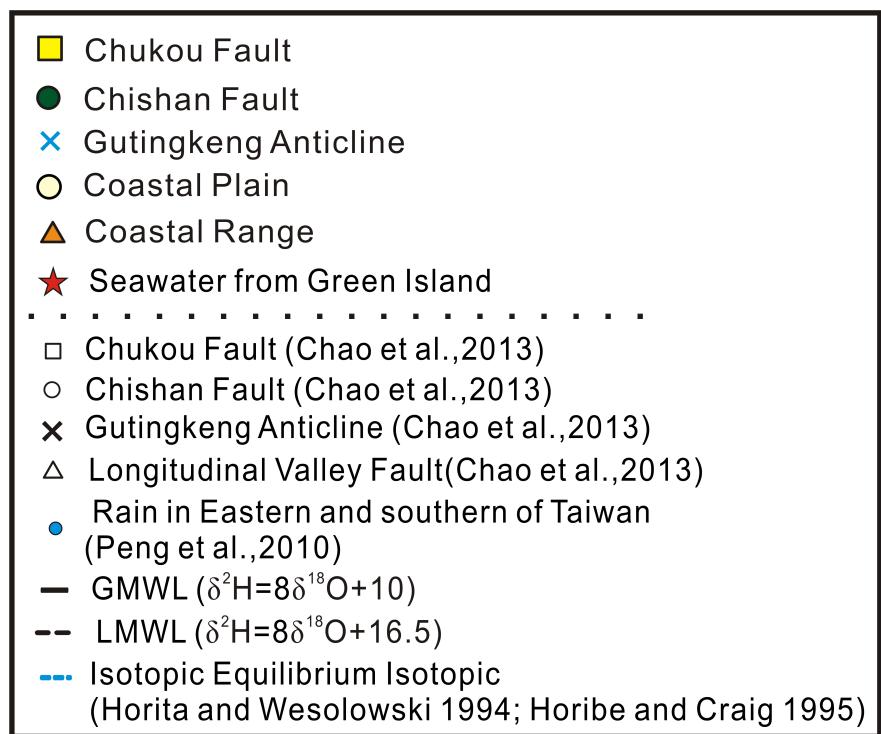 Chukou Fault
Chishan Fault
Gutingkeng Anticline
Coastal Plain
Coastal Range
Seawater from Green Island
Chukou Fault (Chao et al.,2013)
Chishan Fault (Chao et al.,2013)
Gutingkeng Anticline (Chao et al.,2013)
Longitudinal Valley Fault(Chao et al.,2013)
Rain in Eastern and southern of Taiwan
(Peng et al.,2010)
GMWL (δ²H=8δ¹⁸O+10)
LMWL (δ²H=8δ¹⁸O+16.5)
Isotopic Equilibrium Isotopic
(Horita and Wesolowski 1994; Horibe and Craig 1995)